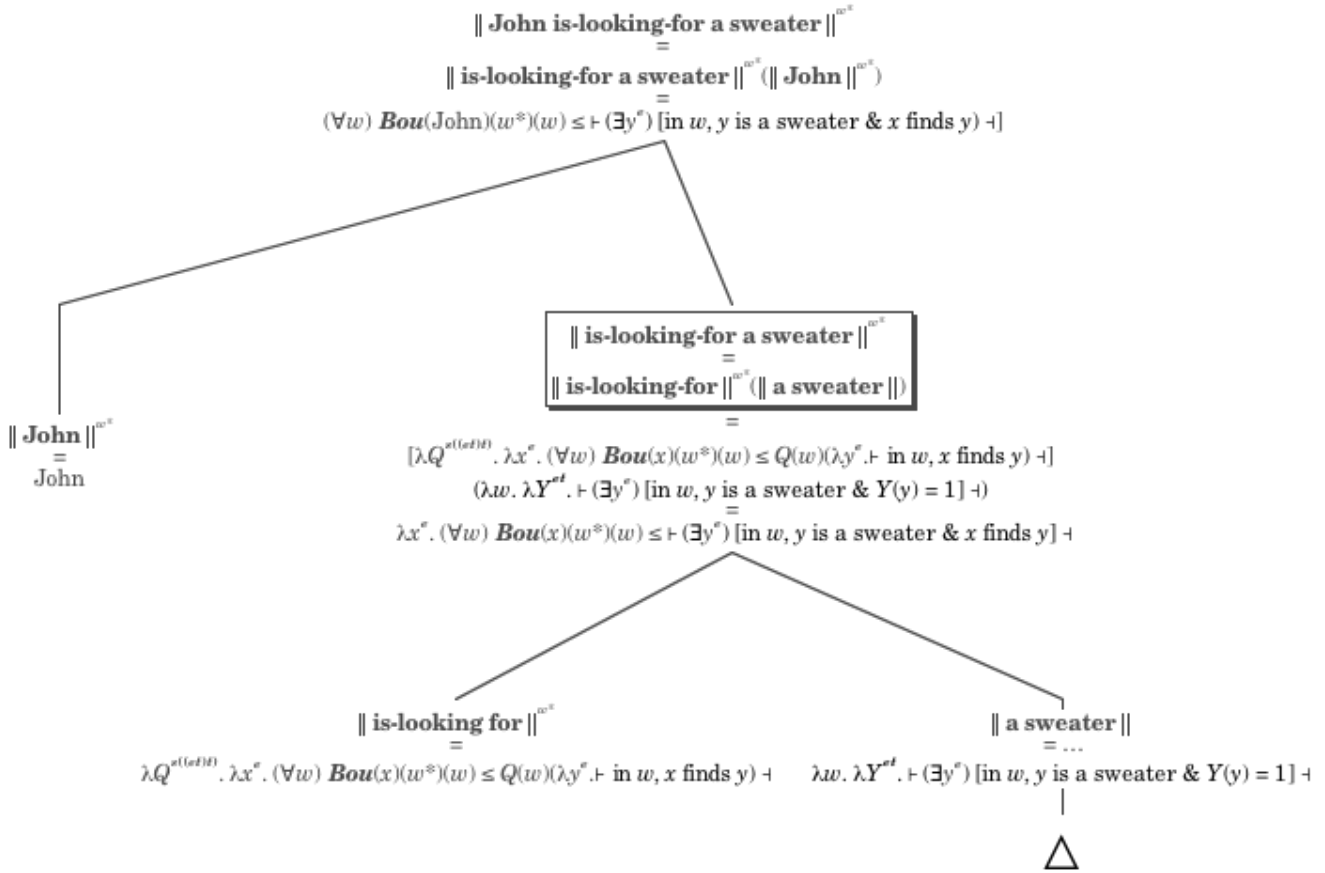 ‖ John is-looking-for a sweater ‖^{w*}
=
‖ is-looking-for a sweater ‖^{w*}(‖ John ‖^{w*})
=
(∀w) Bou(John)(w*)(w) ≤ ⊢ (∃y^e) [in w, y is a sweater & x finds y) ⊣]
‖ John ‖^{w*}
=
John
‖ is-looking-for a sweater ‖^{w*}
=
‖ is-looking-for ‖^{w*}(‖ a sweater ‖)
=
[λQ^{s((et)t)}. λx^e. (∀w) Bou(x)(w*)(w) ≤ Q(w)(λy^e.⊢ in w, x finds y) ⊣]
(λw. λY^{et}. ⊢ (∃y^e) [in w, y is a sweater & Y(y) = 1] ⊣)
=
λx^e. (∀w) Bou(x)(w*)(w) ≤ ⊢ (∃y^e) [in w, y is a sweater & x finds y] ⊣
‖ is-looking for ‖^{w*}
=
λQ^{s((et)t)}. λx^e. (∀w) Bou(x)(w*)(w) ≤ Q(w)(λy^e.⊢ in w, x finds y) ⊣
‖ a sweater ‖
= ...
λw. λY^{et}. ⊢ (∃y^e) [in w, y is a sweater & Y(y) = 1] ⊣